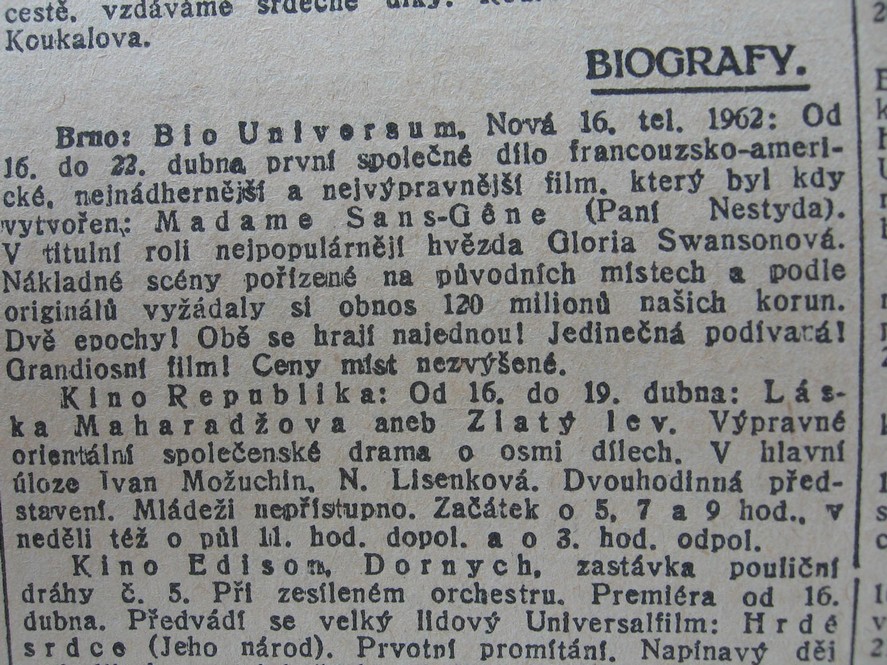 cestě, vzdáváme srdečné díky.
Koukalova.
BIOGRAFY.
Brno: Bio Universum, Nová 16. tel. 1962: Od
16. do 22. dubna první společné dílo francouzsko-ameri-
cké, nejnádhernější a nejvýpravnější film, který byl kdy
vytvořen: Madame Sans-Gêne (Paní Nestyda).
V titulní roli nejpopulárnějí hvězda Gloria Swansonová.
Nákladné scény pořízené na původních místech a podle
originálů vyžádaly si obnos 120 milionů našich korun.
Dvě epochy! Obě se hrají najednou! Jedinečná podívaná!
Grandiosní film! Ceny míst nezvýšené.
Kino Republika: Od 16. do 19. dubna: Lás-
ka Maharadžova aneb Zlatý lev. Výpravné
orientální společenské drama o osmi dílech. V hlavní
úloze Ivan Možuchin, N. Lisenková. Dvouhodinná před-
stavení. Mládeži nepřístupno. Začátek o 5, 7 a 9 hod., v
neděli též o půl 11. hod. dopol. a o 3. hod. odpol.
Kino Edison, Dornych, zastávka pouliční
dráhy č. 5. Při zesíleném orchestru. Premiéra od 16.
dubna. Předvádí se velký lidový Universalfilm: Hrdé
srdce (Jeho národ). Prvotní promítání. Napínavý děj